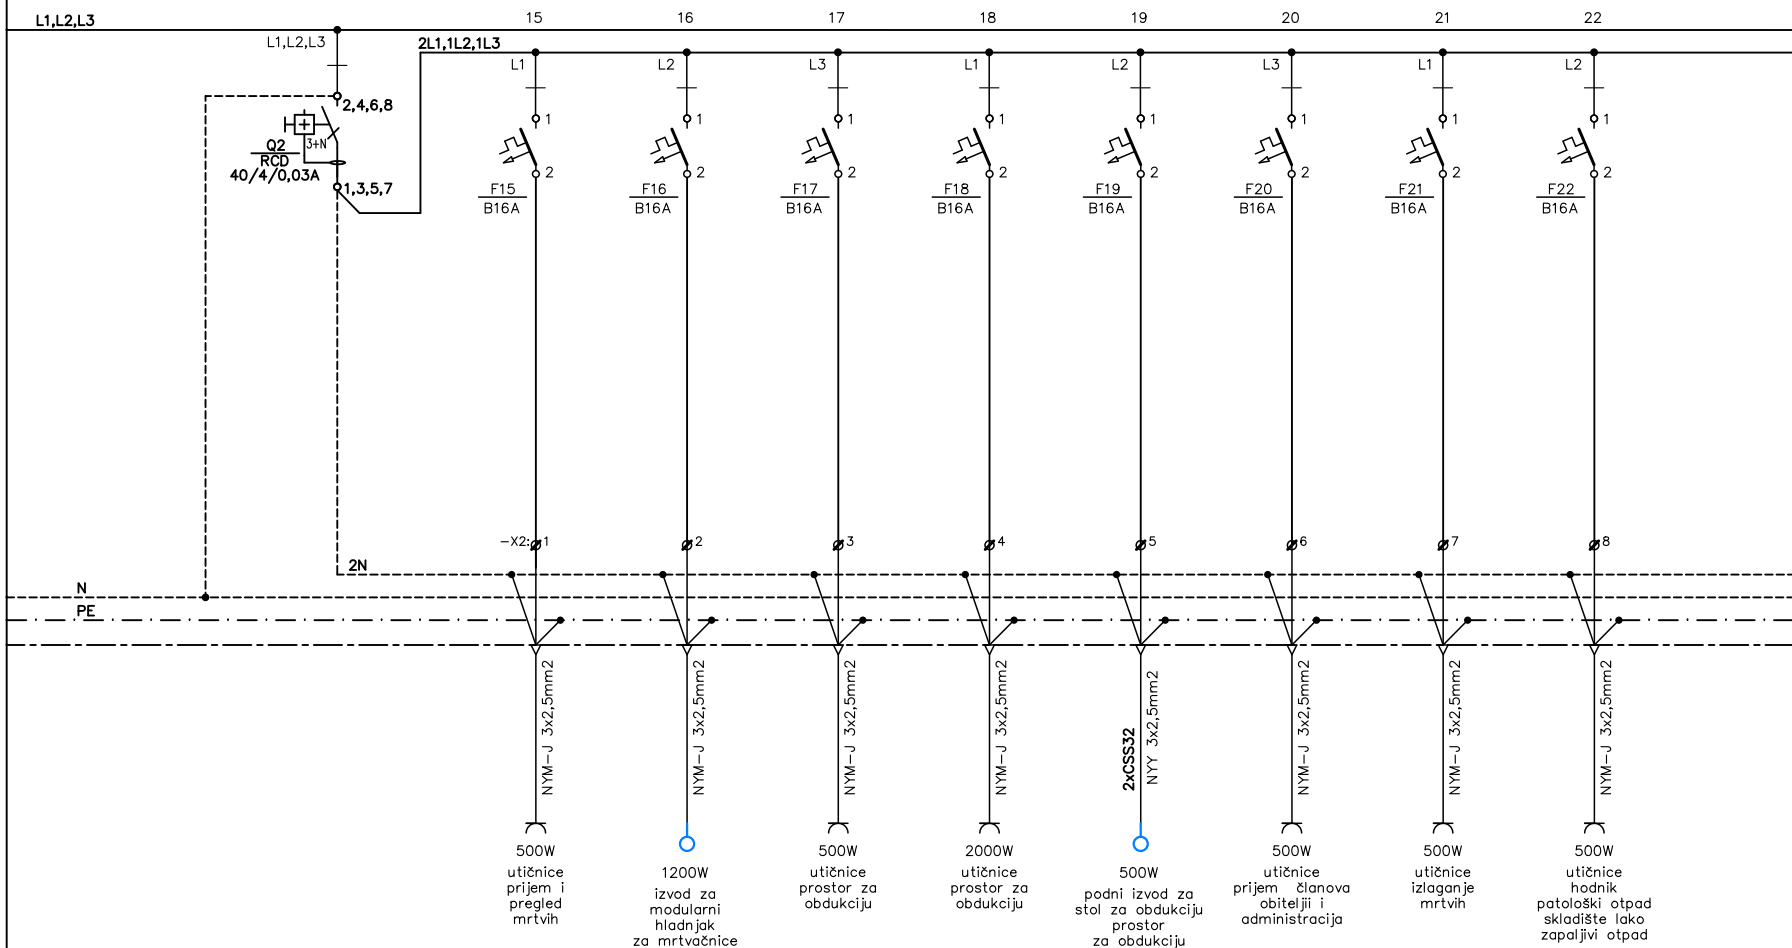 L1,L2,L3
15 16 17 18 19 20 21 22
L1,L2,L3
2L1,1L2,1L3
L1 L2 L3 L1 L2 L3 L1 L2
2,4,6,8
1 1 1 1 1 1 1 1
3+N
Q2
RCD
40/4/0,03A
1,3,5,7
2 2 2 2 2 2 2 2
F15 F16 F17 F18 F19 F20 F21 F22
B16A B16A B16A B16A B16A B16A B16A B16A
-X2: 1 2 3 4 5 6 7 8
2N
N
PE
NYM-J 3x2,5mm2
NYM-J 3x2,5mm2
NYM-J 3x2,5mm2
NYM-J 3x2,5mm2
2xCSS32
NYY 3x2,5mm2
NYM-J 3x2,5mm2
NYM-J 3x2,5mm2
NYM-J 3x2,5mm2
500W
utičnice
prijem i
pregled
mrtvih
1200W
izvod za
modularni
hladnjak
za mrtvačnice
500W
utičnice
prostor za
obdukciju
2000W
utičnice
prostor za
obdukciju
500W
podni izvod za
stol za obdukciju
prostor
za obdukciju
500W
utičnice
prijem članova
obiteljii i
administracija
500W
utičnice
izlaganje
mrtvih
500W
utičnice
hodnik
patološki otpad
skladište lako
zapaljivi otpad